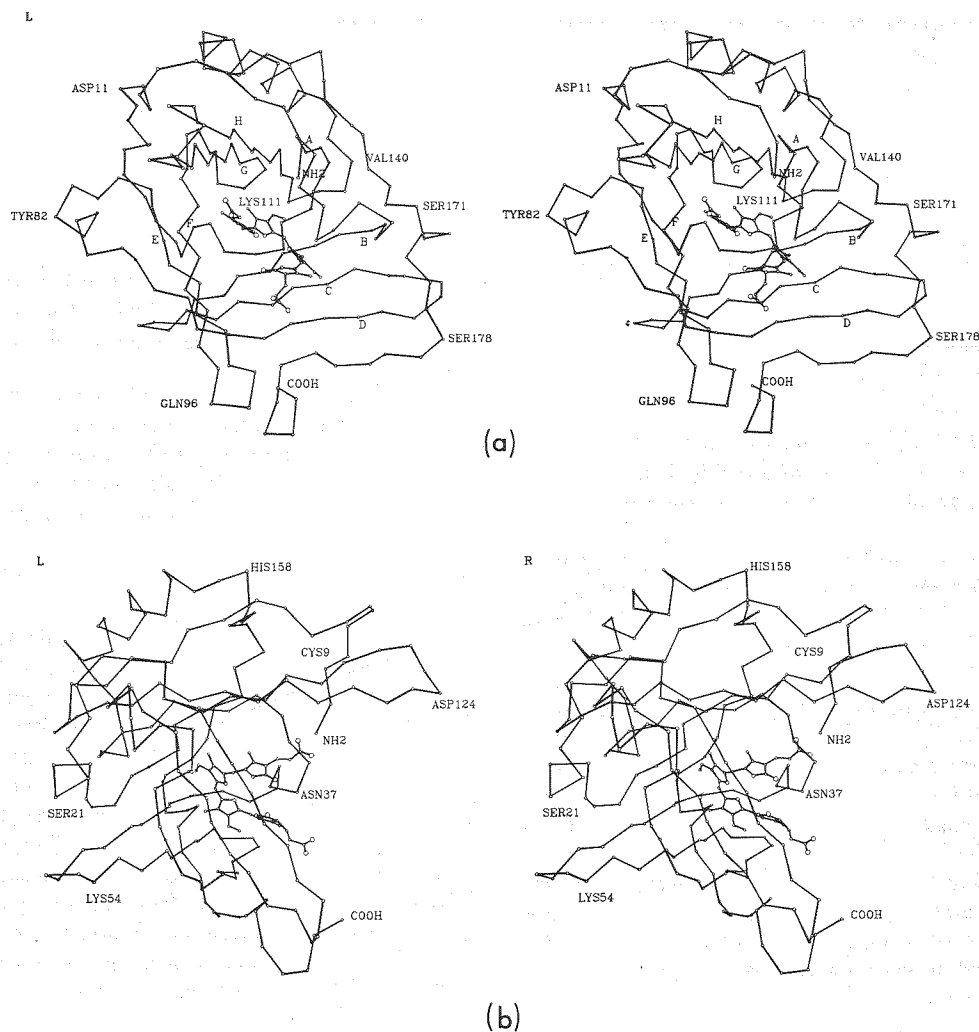 L
ASP11
ASP11
H
H
A
A
VAL140
VAL140
G
G
NH2
NH2
LYS111
LYS111
SER171
SER171
TYR82
TYR82
F
F
E
E
B
B
C
C
D
D
SER178
SER178
COOH
COOH
GLN96
GLN96
(a)
L
R
HIS158
HIS158
CYS9
CYS9
ASP124
ASP124
NH2
NH2
ASN37
ASN37
SER21
SER21
LYS54
LYS54
COOH
COOH
(b)